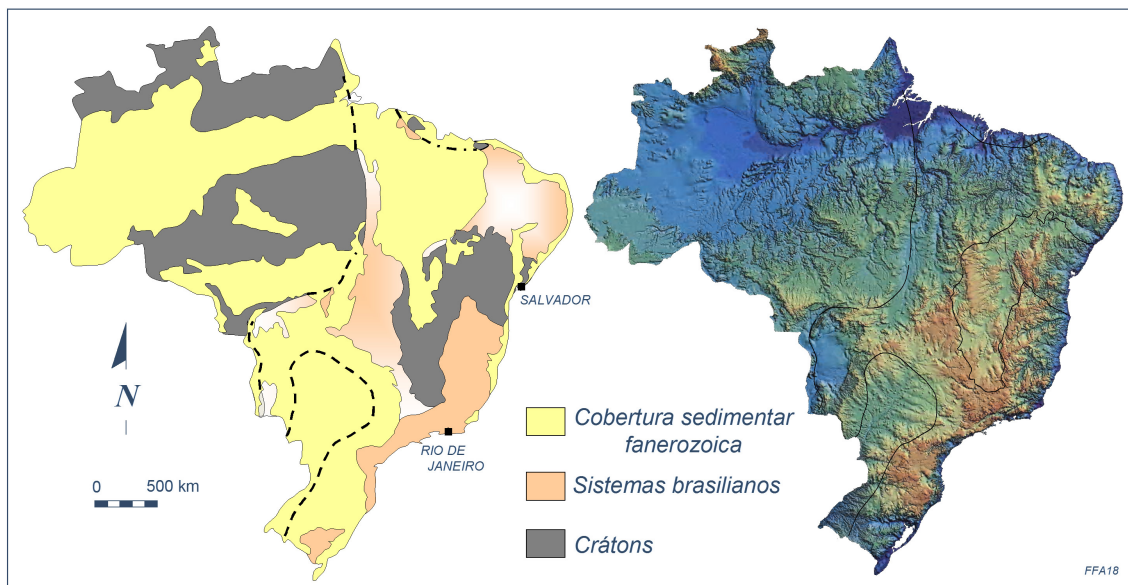 SALVADOR
N
RIO DE
JANEIRO
0 500 km
Cobertura sedimentar
fanerozoica
Sistemas brasilianos
Crátons
FFA18